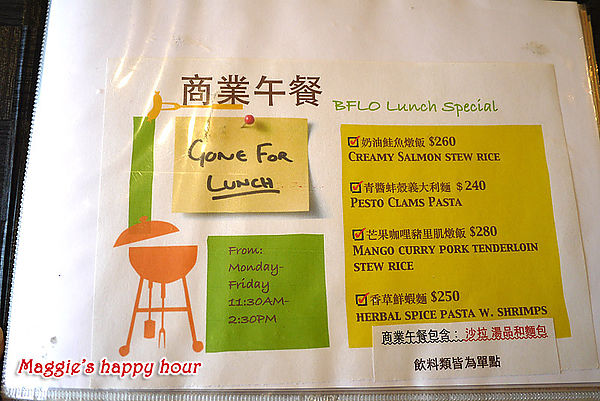 商業午餐
BFLO Lunch Special
GONE FOR
LUNCH
奶油鮭魚燉飯 $260
CREAMY SALMON STEW RICE
青醬蚌殼義大利麵 $240
PESTO CLAMS PASTA
芒果咖哩豬里肌燉飯 $280
MANGO CURRY PORK TENDERLOIN
STEW RICE
香草鮮蝦麵 $250
HERBAL SPICE PASTA W. SHRIMPS
From:
Monday-
Friday
11:30AM-
2:30PM
商業午餐包含：沙拉 湯品和麵包
飲料類皆為單點
Maggie's happy hour